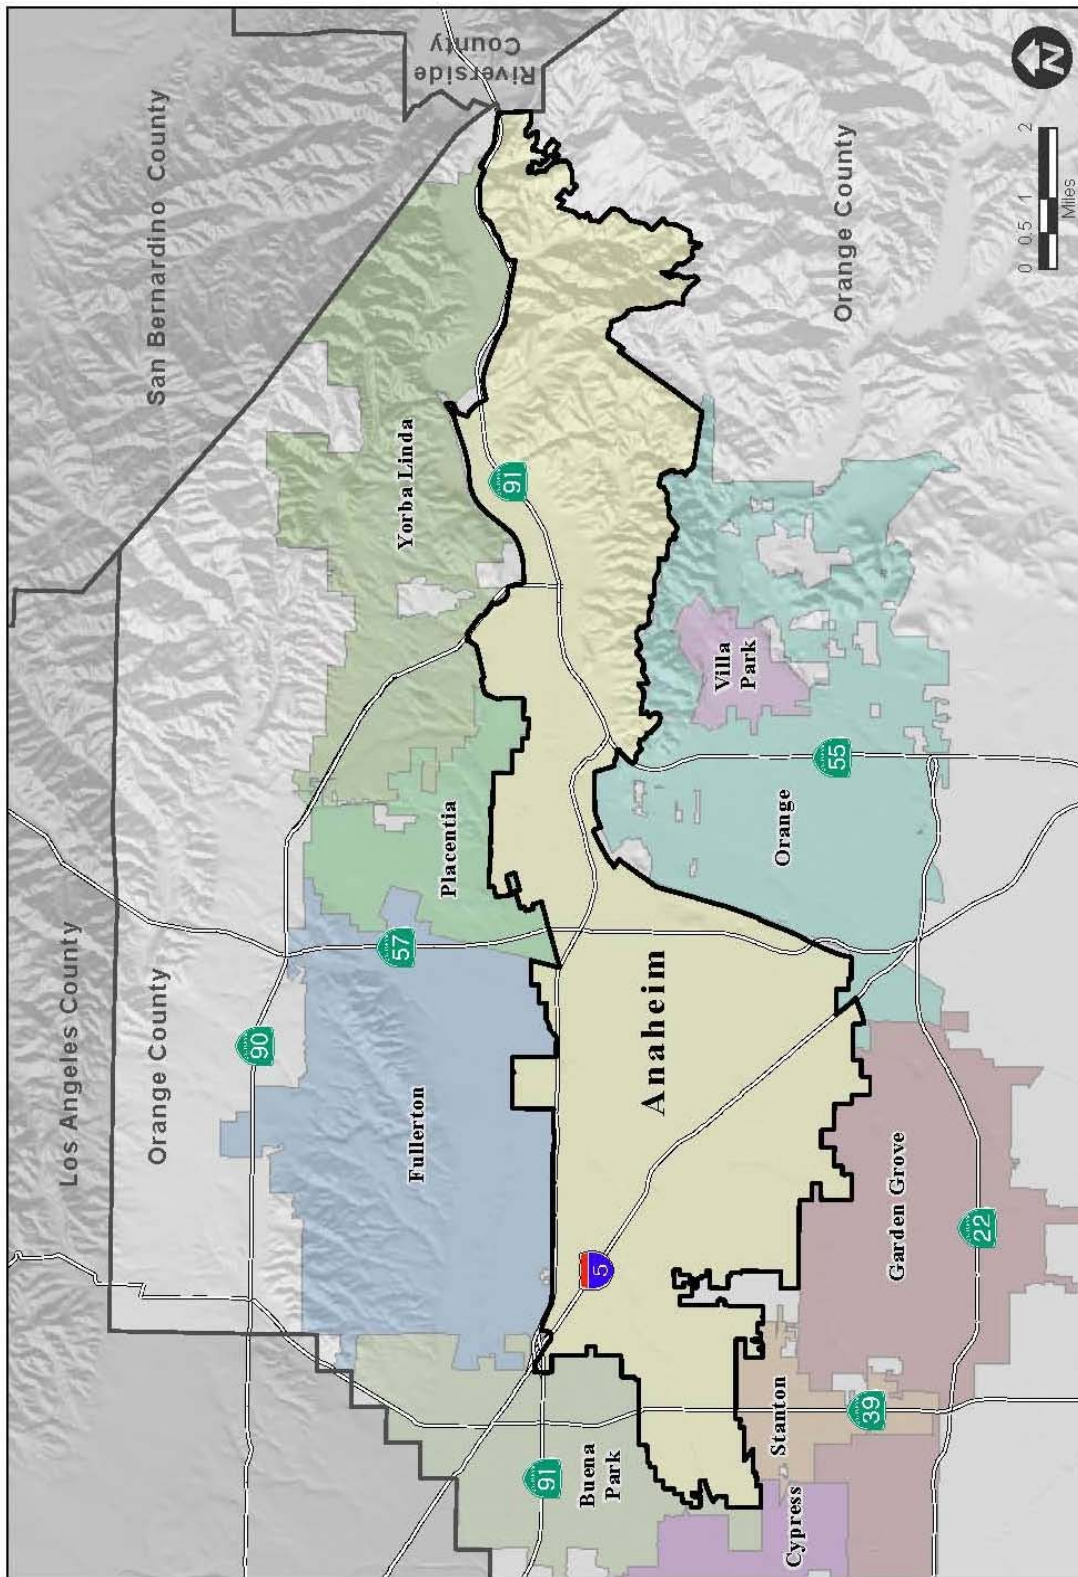 Los Angeles County
San Bernardino County
Orange County
Riverside
County
90
57
Yorba Linda
Fullerton
Placentia
91
91
5
Buena
Park
Anaheim
Villa
Park
Orange
55
Stanton
Cypress
39
Garden Grove
22
Orange County
N
0 0.5 1 2
Miles